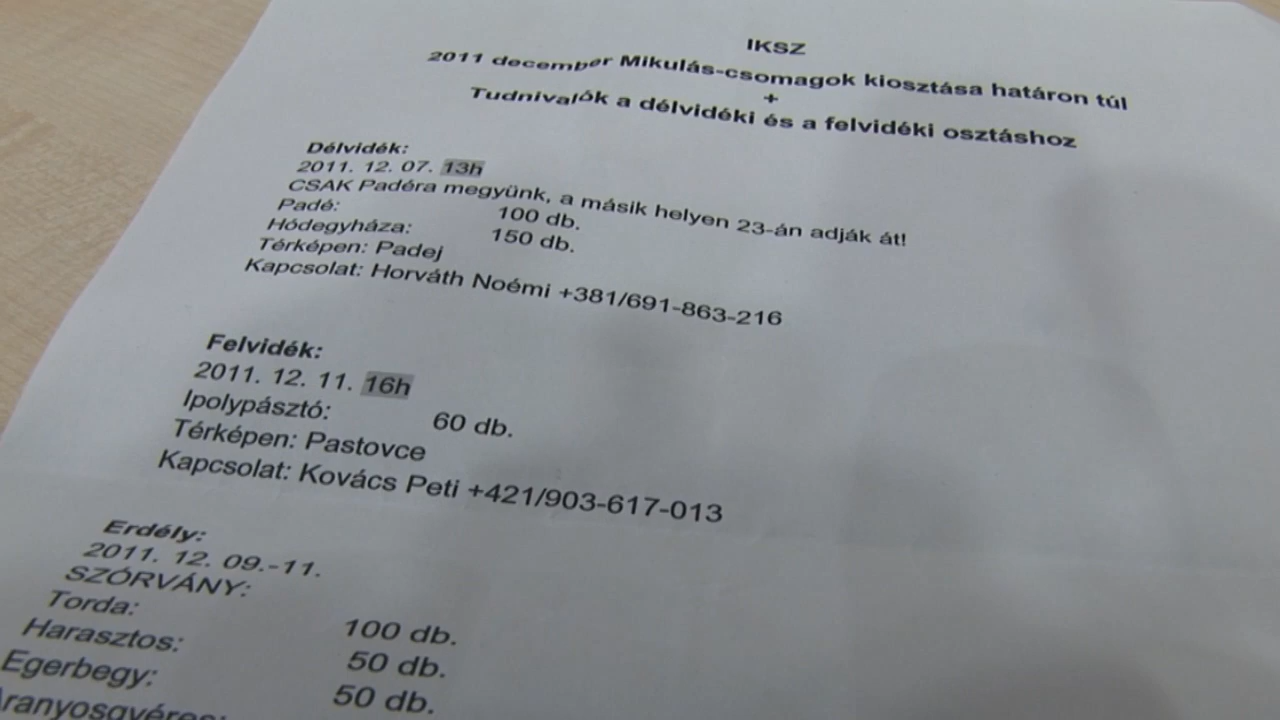 IKSZ
2011 december Mikulás-csomagok kiosztása határon túl
+
Tudnivalók a délvidéki és a felvidéki osztáshoz
Délvidék:
2011. 12. 07. 13h
CSAK Padéra megyünk, a másik helyen 23-án adják át!
Padé: 100 db.
Hódegyháza: 150 db.
Térképen: Padej
Kapcsolat: Horváth Noémi +381/691-863-216
Felvidék:
2011. 12. 11. 16h
Ipolypásztó: 60 db.
Térképen: Pastovce
Kapcsolat: Kovács Peti +421/903-617-013
Erdély:
2011. 12. 09.-11.
SZÓRVÁNY:
Torda: 100 db.
Harasztos: 50 db.
Egerbegy: 50 db.